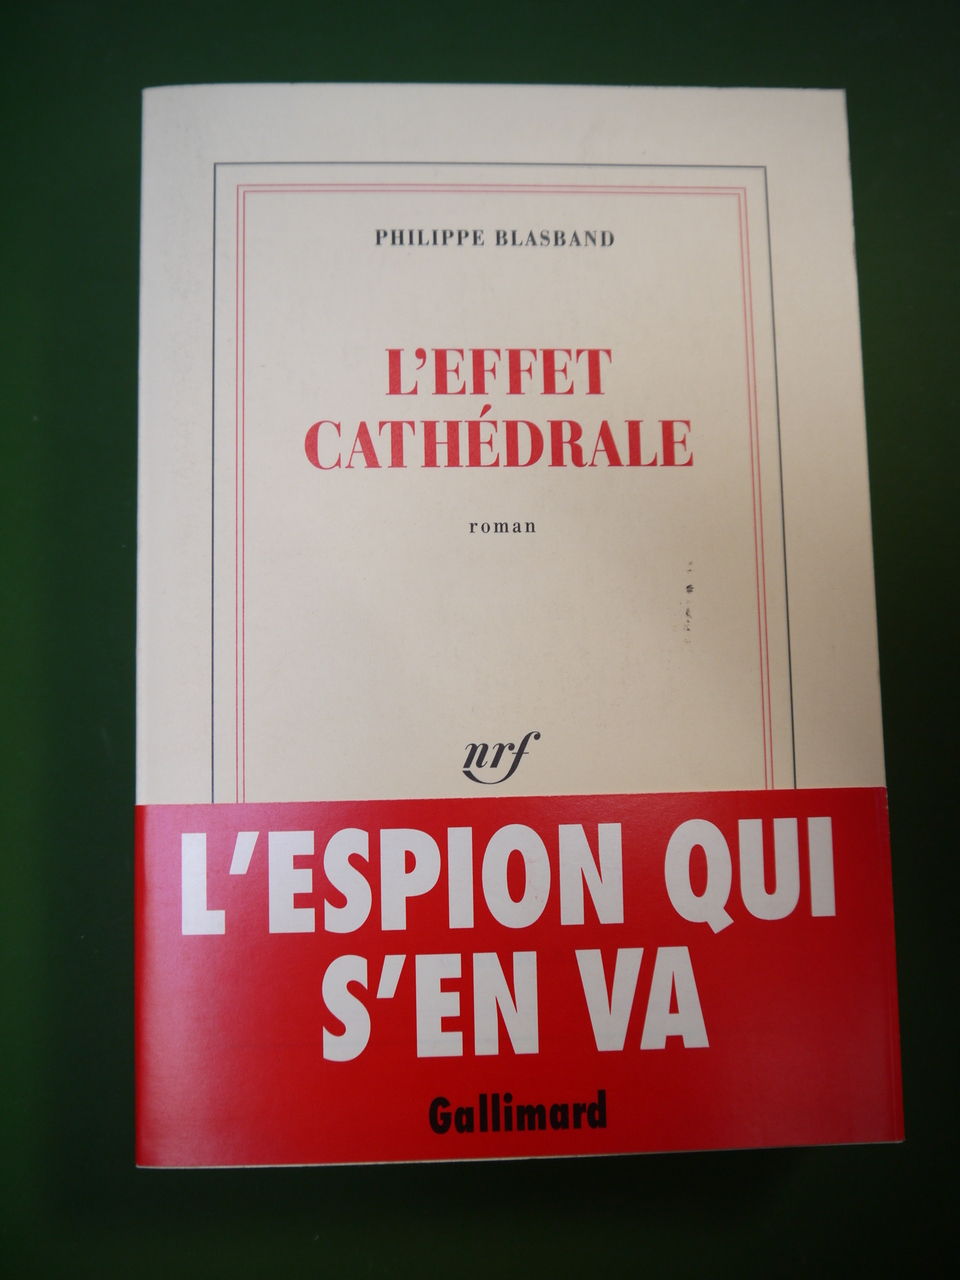 PHILIPPE BLASBAND
L'EFFET
CATHÉDRALE
roman
nrf
L'ESPION QUI
S'EN VA
Gallimard